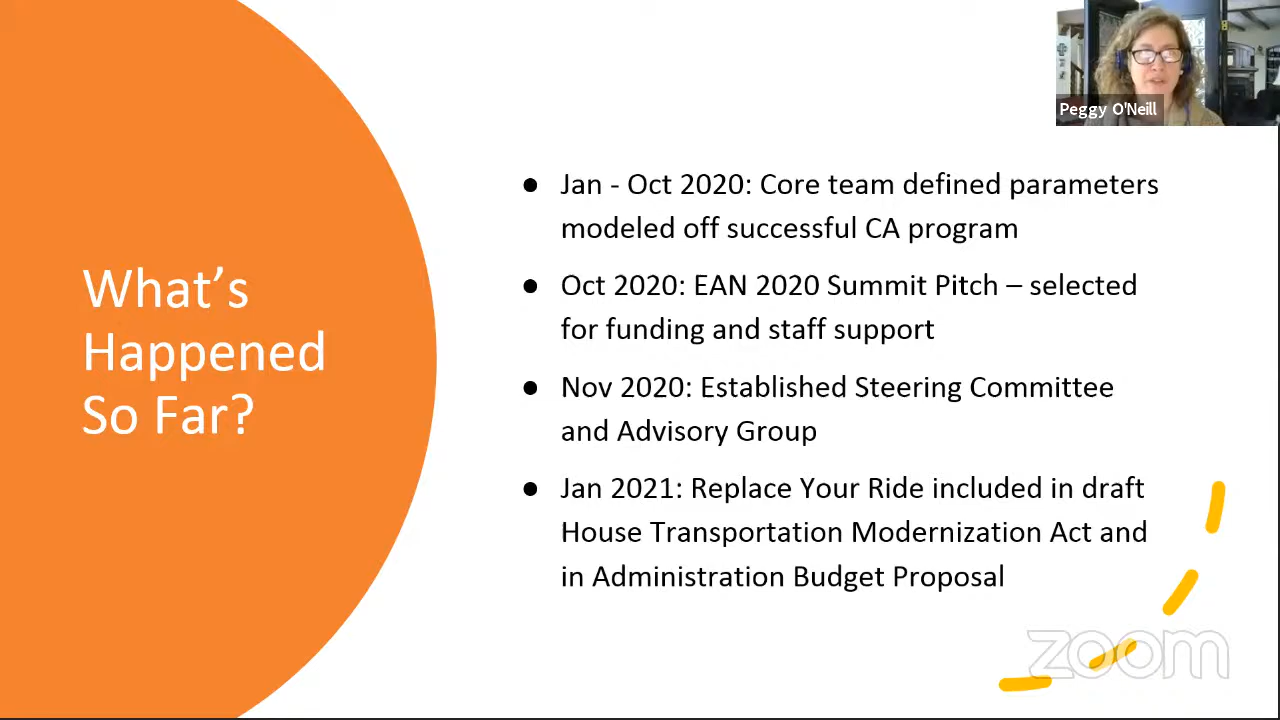 Peggy O'Neill
What's
Happened
So Far?
● Jan - Oct 2020: Core team defined parameters
modeled off successful CA program
● Oct 2020: EAN 2020 Summit Pitch – selected
for funding and staff support
● Nov 2020: Established Steering Committee
and Advisory Group
● Jan 2021: Replace Your Ride included in draft
House Transportation Modernization Act and
in Administration Budget Proposal
zoom